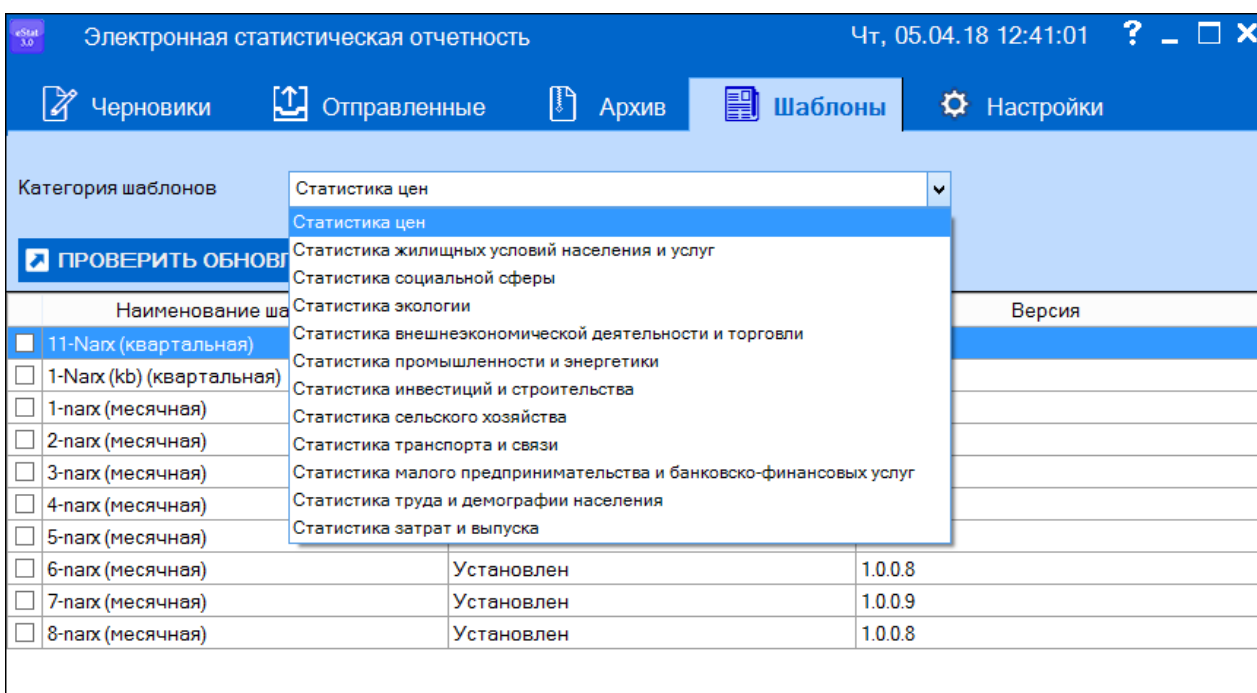 eStat 3.0 Электронная статистическая отчетность Чт, 05.04.18 12:41:01 ?
Черновики Отправленные Архив Шаблоны Настройки
Категория шаблонов Статистика цен
Статистика цен
Статистика жилищных условий населения и услуг
ПРОВЕРИТЬ ОБНОВЛ
Статистика социальной сферы
Статистика экологии
Наименование ша Версия
Статистика внешнеэкономической деятельности и торговли
11-Narx (квартальная)
Статистика промышленности и энергетики
1-Narx (kb) (квартальная)
Статистика инвестиций и строительства
1-narx (месячная)
Статистика сельского хозяйства
2-narx (месячная)
Статистика транспорта и связи
3-narx (месячная)
Статистика малого предпринимательства и банковско-финансовых услуг
4-narx (месячная)
Статистика труда и демографии населения
5-narx (месячная)
Статистика затрат и выпуска
6-narx (месячная) Установлен 1.0.0.8
7-narx (месячная) Установлен 1.0.0.9
8-narx (месячная) Установлен 1.0.0.8